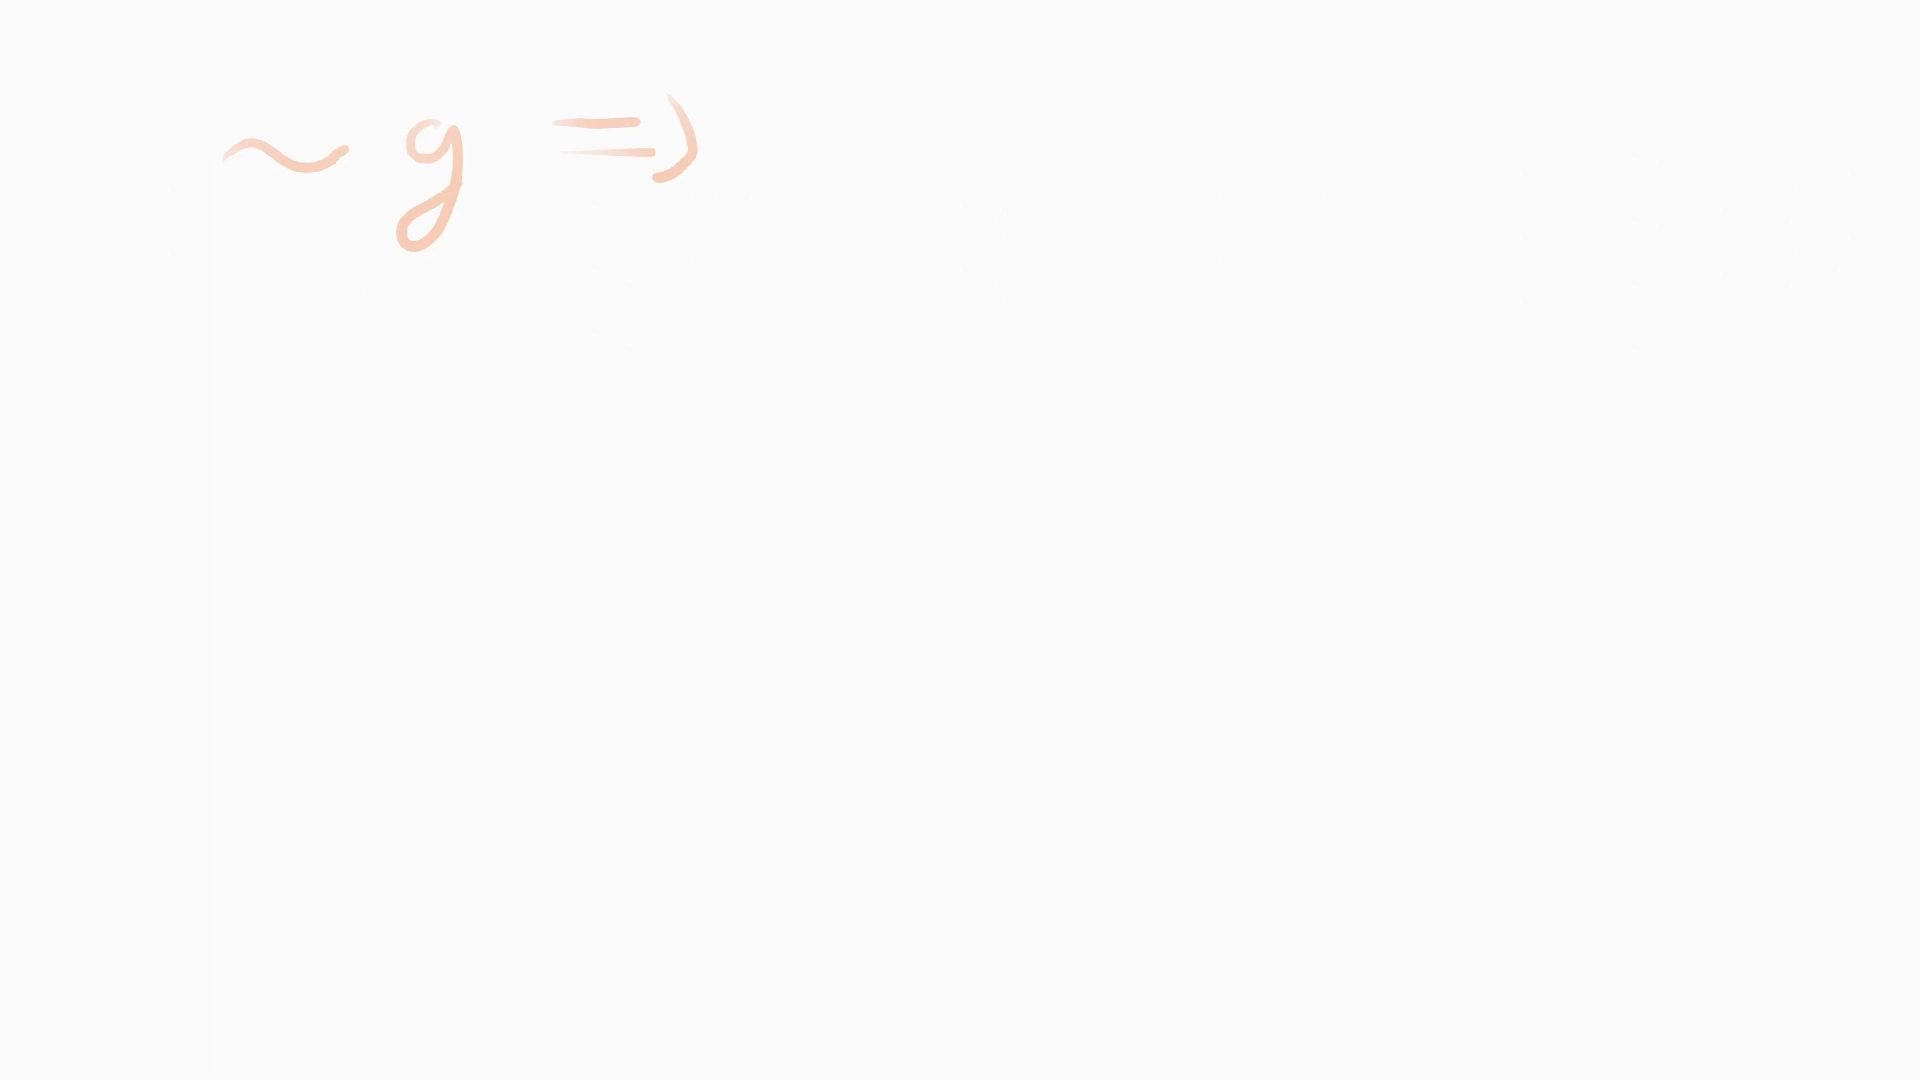 ~ g ⇒